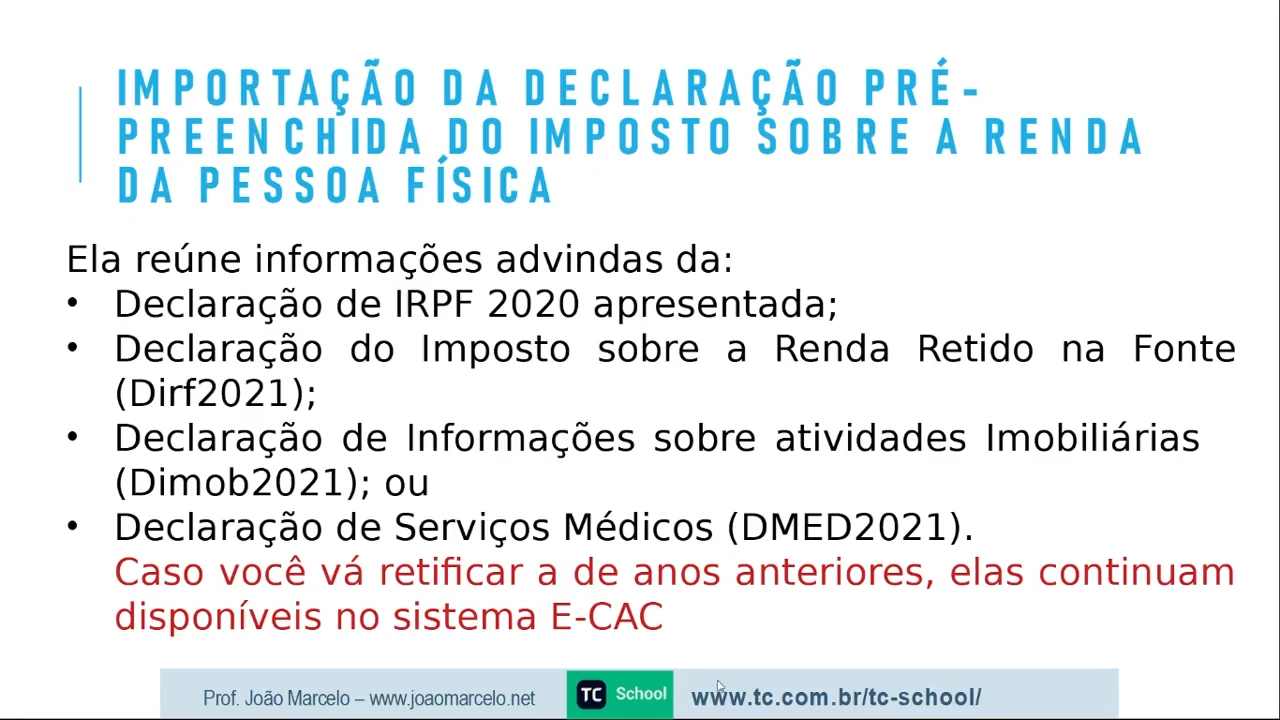 IMPORTAÇÃO DA DECLARAÇÃO PRÉ-
PREENCHIDA DO IMPOSTO SOBRE A RENDA
DA PESSOA FÍSICA
Ela reúne informações advindas da:
• Declaração de IRPF 2020 apresentada;
• Declaração do Imposto sobre a Renda Retido na Fonte
(Dirf2021);
• Declaração de Informações sobre atividades Imobiliárias
(Dimob2021); ou
• Declaração de Serviços Médicos (DMED2021).
Caso você vá retificar a de anos anteriores, elas continuam
disponíveis no sistema E-CAC
Prof. João Marcelo – www.joaomarcelo.net TC School www.tc.com.br/tc-school/